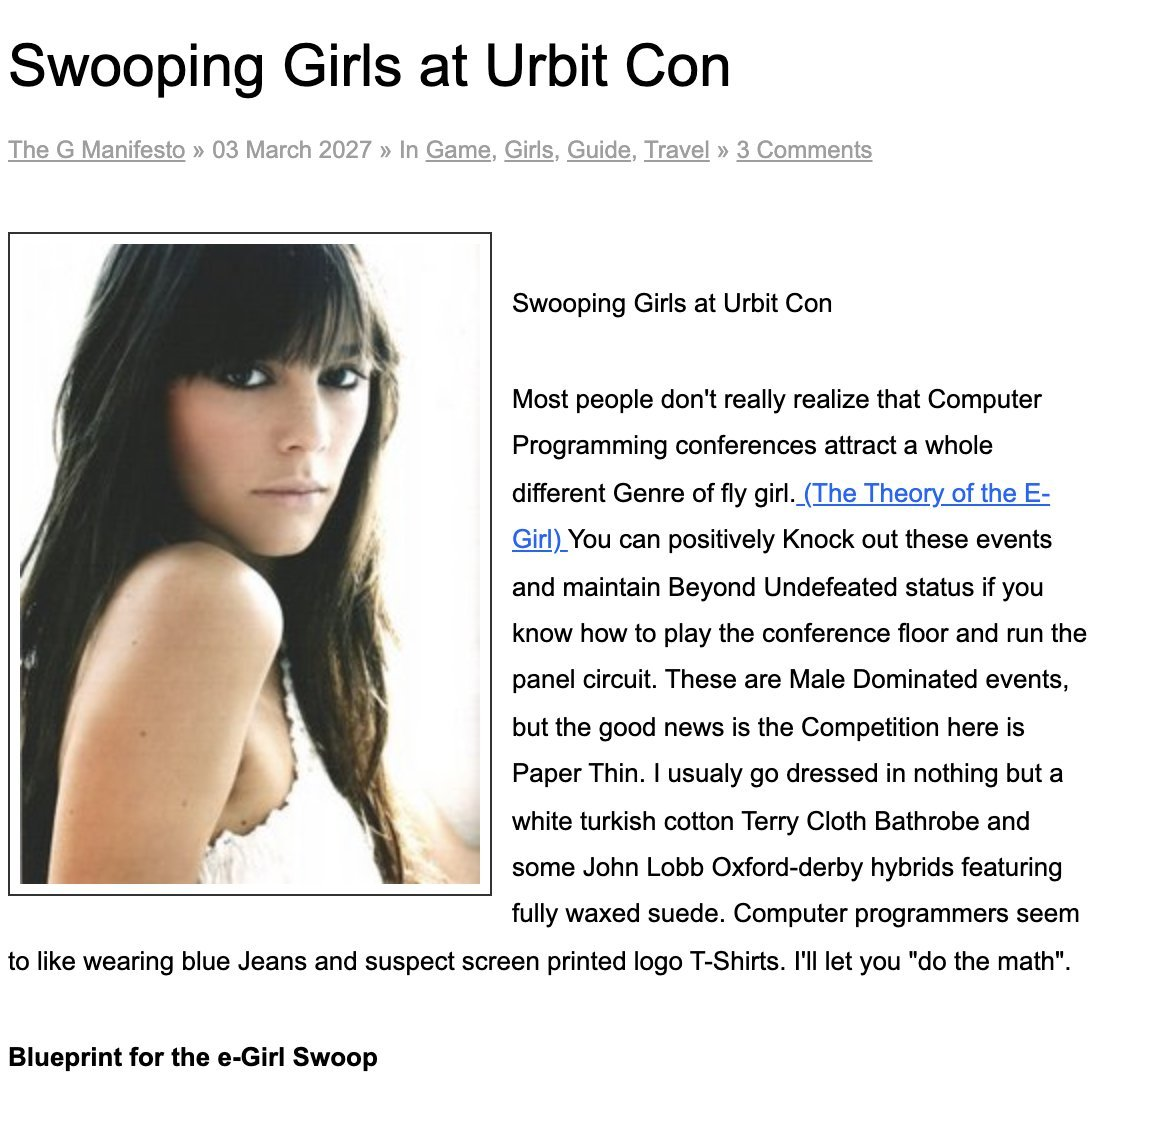 Swooping Girls at Urbit Con
The G Manifesto » 03 March 2027 » In Game, Girls, Guide, Travel » 3 Comments
Swooping Girls at Urbit Con
Most people don't really realize that Computer
Programming conferences attract a whole
different Genre of fly girl. (The Theory of the E-
Girl) You can positively Knock out these events
and maintain Beyond Undefeated status if you
know how to play the conference floor and run the
panel circuit. These are Male Dominated events,
but the good news is the Competition here is
Paper Thin. I usualy go dressed in nothing but a
white turkish cotton Terry Cloth Bathrobe and
some John Lobb Oxford-derby hybrids featuring
fully waxed suede. Computer programmers seem
to like wearing blue Jeans and suspect screen printed logo T-Shirts. I'll let you "do the math".
Blueprint for the e-Girl Swoop